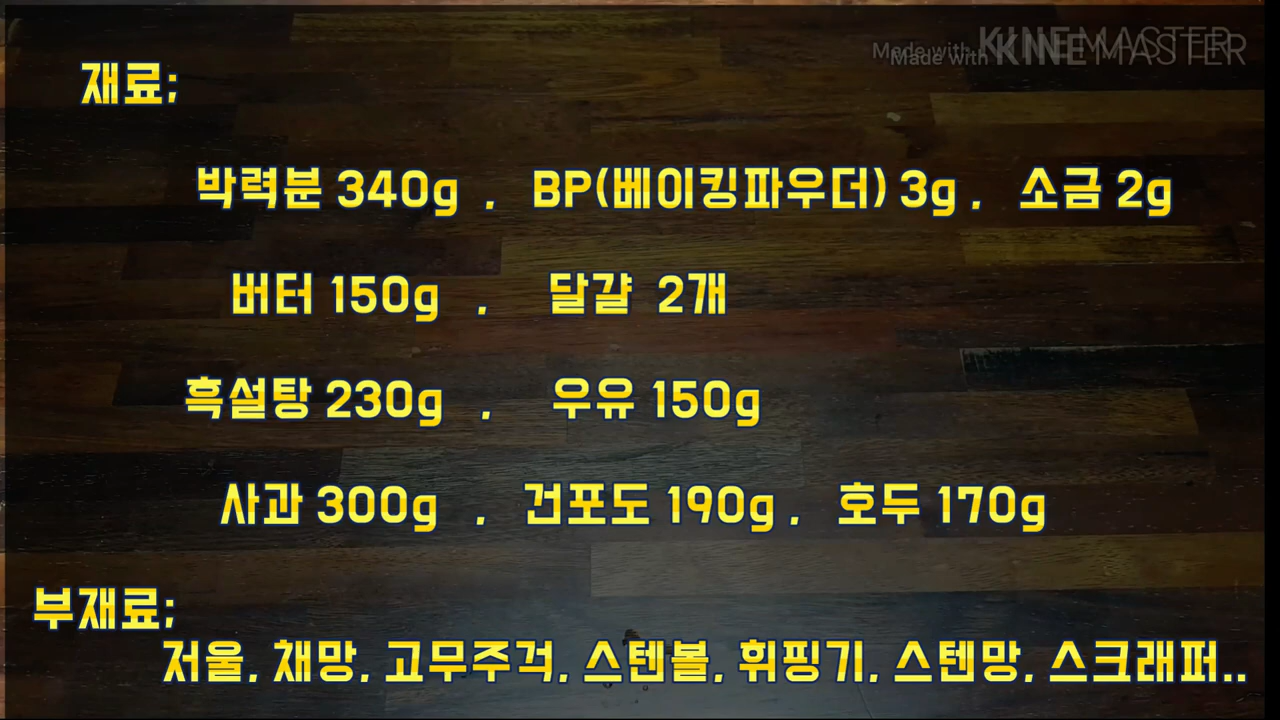 Made with KINEMASTER
Made with KINEMASTER
재료;
박력분 340g , BP(베이킹파우더) 3g , 소금 2g
버터 150g , 달걀 2개
흑설탕 230g , 우유 150g
사과 300g , 건포도 190g , 호두 170g
부재료;
저울, 채망, 고무주걱, 스텐볼, 휘핑기, 스텐망, 스크래퍼..